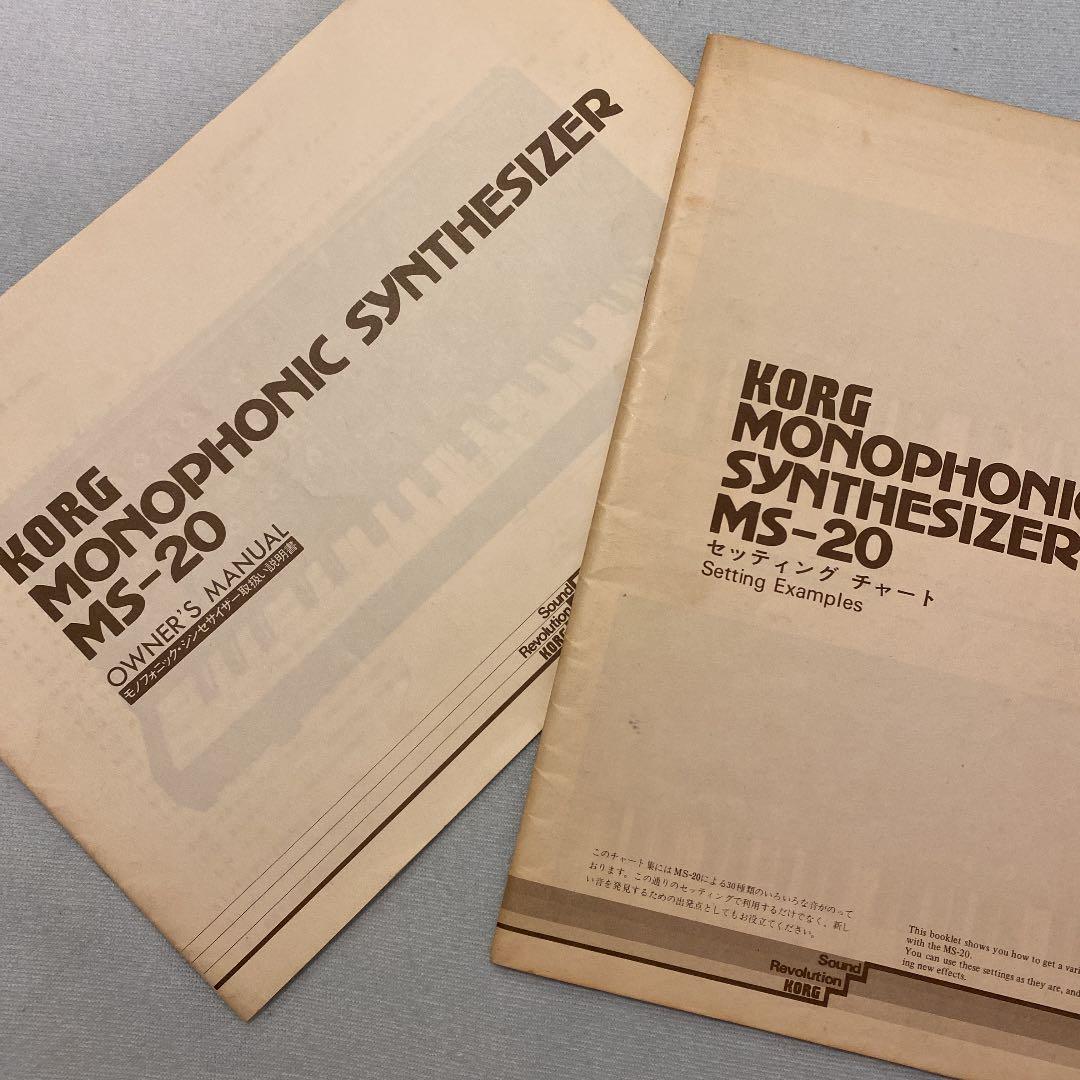 KORG
MONOPHONIC SYNTHESIZER
MS-20
OWNER'S MANUAL
モノフォニック・シンセサイザー取扱い説明書
Sound
Revolution
KORG
KORG
MONOPHONIC
SYNTHESIZER
MS-20
セッティング チャート
Setting Examples
このチャート集にはMS-20による30種類のいろいろな音がのって
おります。この通りのセッティングで利用するだけでなく、新し
い音を発見するための出発点としてもお役立てください。
This booklet shows you how to get a vari
with the MS-20.
You can use these settings as they are, and
ing new effects.
Sound
Revolution
KORG